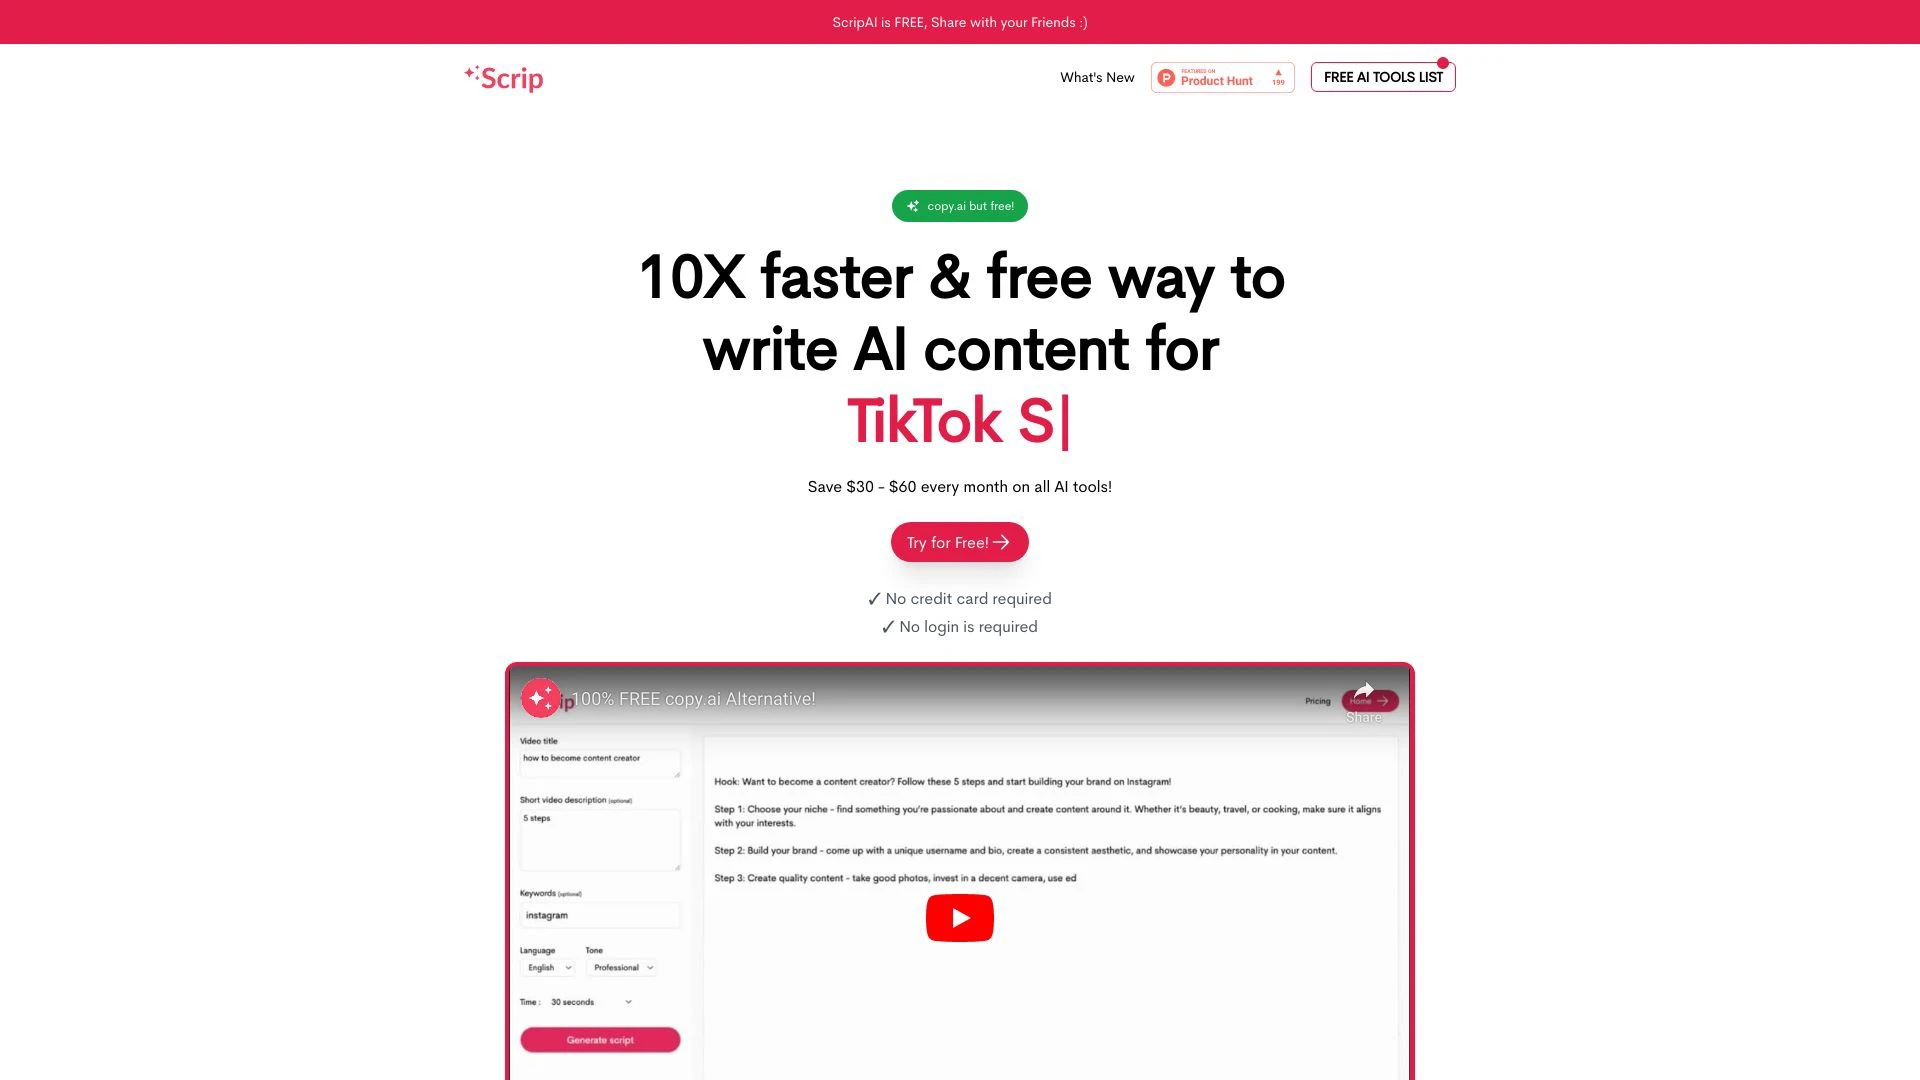 ScripAI is FREE, Share with your Friends :)
Scrip
What's New
FEATURED ON
Product Hunt
199
FREE AI TOOLS LIST
copy.ai but free!
10X faster & free way to
write AI content for
TikTok S
Save $30 - $60 every month on all AI tools!
Try for Free!
✓ No credit card required
✓ No login is required
100% FREE copy.ai Alternative!
Pricing
Home
Share
Video title
how to become content creator
Short video description (optional)
5 steps
Keywords (optional)
instagram
Language
Tone
English
Professional
Time :
30 seconds
Generate script
Hook: Want to become a content creator? Follow these 5 steps and start building your brand on Instagram!
Step 1: Choose your niche - find something you're passionate about and create content around it. Whether it's beauty, travel, or cooking, make sure it aligns
with your interests.
Step 2: Build your brand - come up with a unique username and bio, create a consistent aesthetic, and showcase your personality in your content.
Step 3: Create quality content - take good photos, invest in a decent camera, use ed